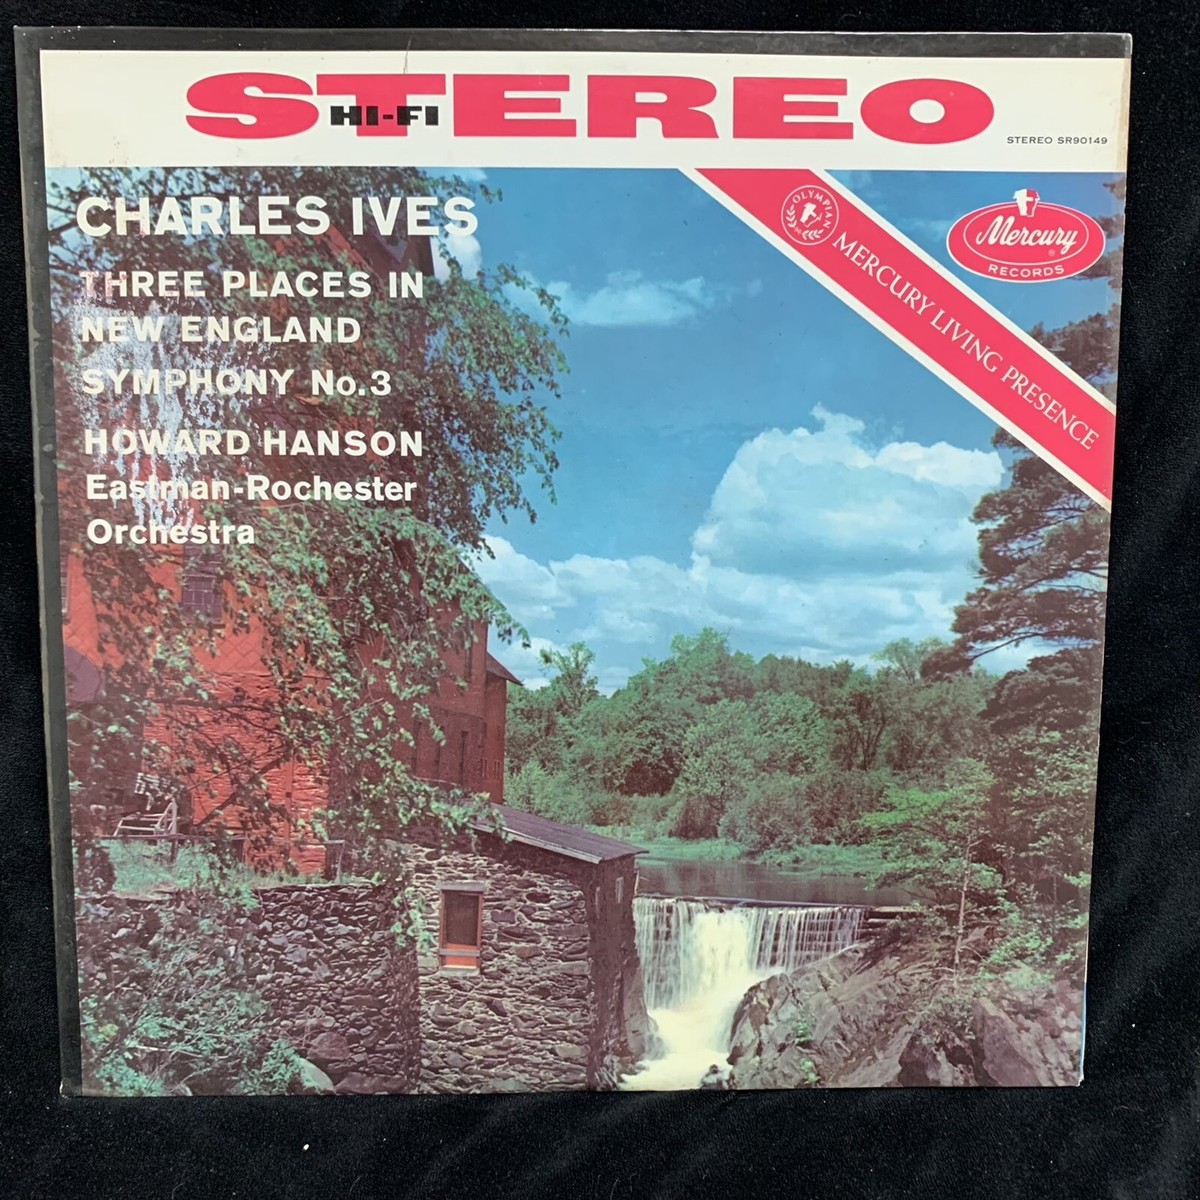 STEREO
HI-FI
STEREO SR90149
CHARLES IVES
THREE PLACES IN
NEW ENGLAND
SYMPHONY No.3
HOWARD HANSON
Eastman-Rochester
Orchestra
OLYMPIAN
MERCURY LIVING PRESENCE
Mercury
®
RECORDS